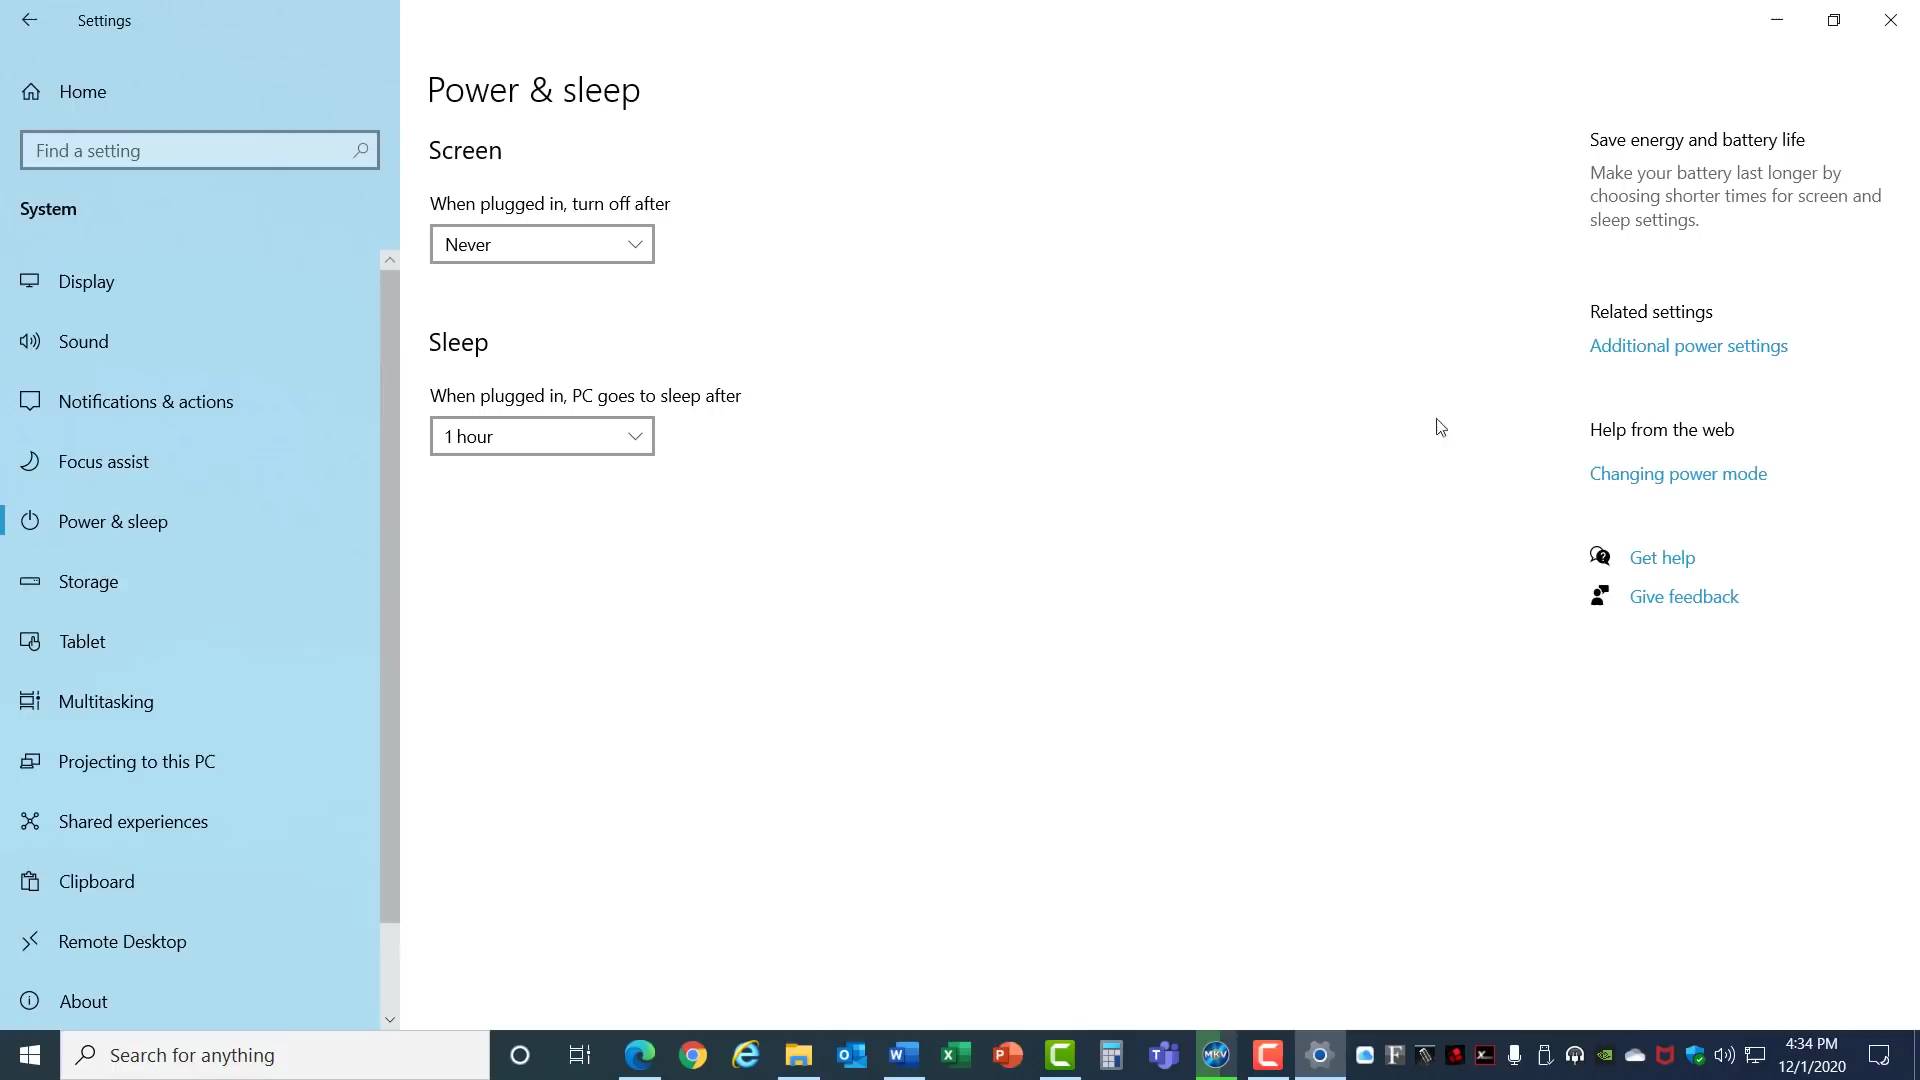 Settings
Home
Find a setting
System
Display
Sound
Notifications & actions
Focus assist
Power & sleep
Storage
Tablet
Multitasking
Projecting to this PC
Shared experiences
Clipboard
Remote Desktop
About
Power & sleep
Screen
When plugged in, turn off after
Never
Sleep
When plugged in, PC goes to sleep after
1 hour
Save energy and battery life
Make your battery last longer by
choosing shorter times for screen and
sleep settings.
Related settings
Additional power settings
Help from the web
Changing power mode
Get help
Give feedback
Search for anything
MKV
4:34 PM
12/1/2020